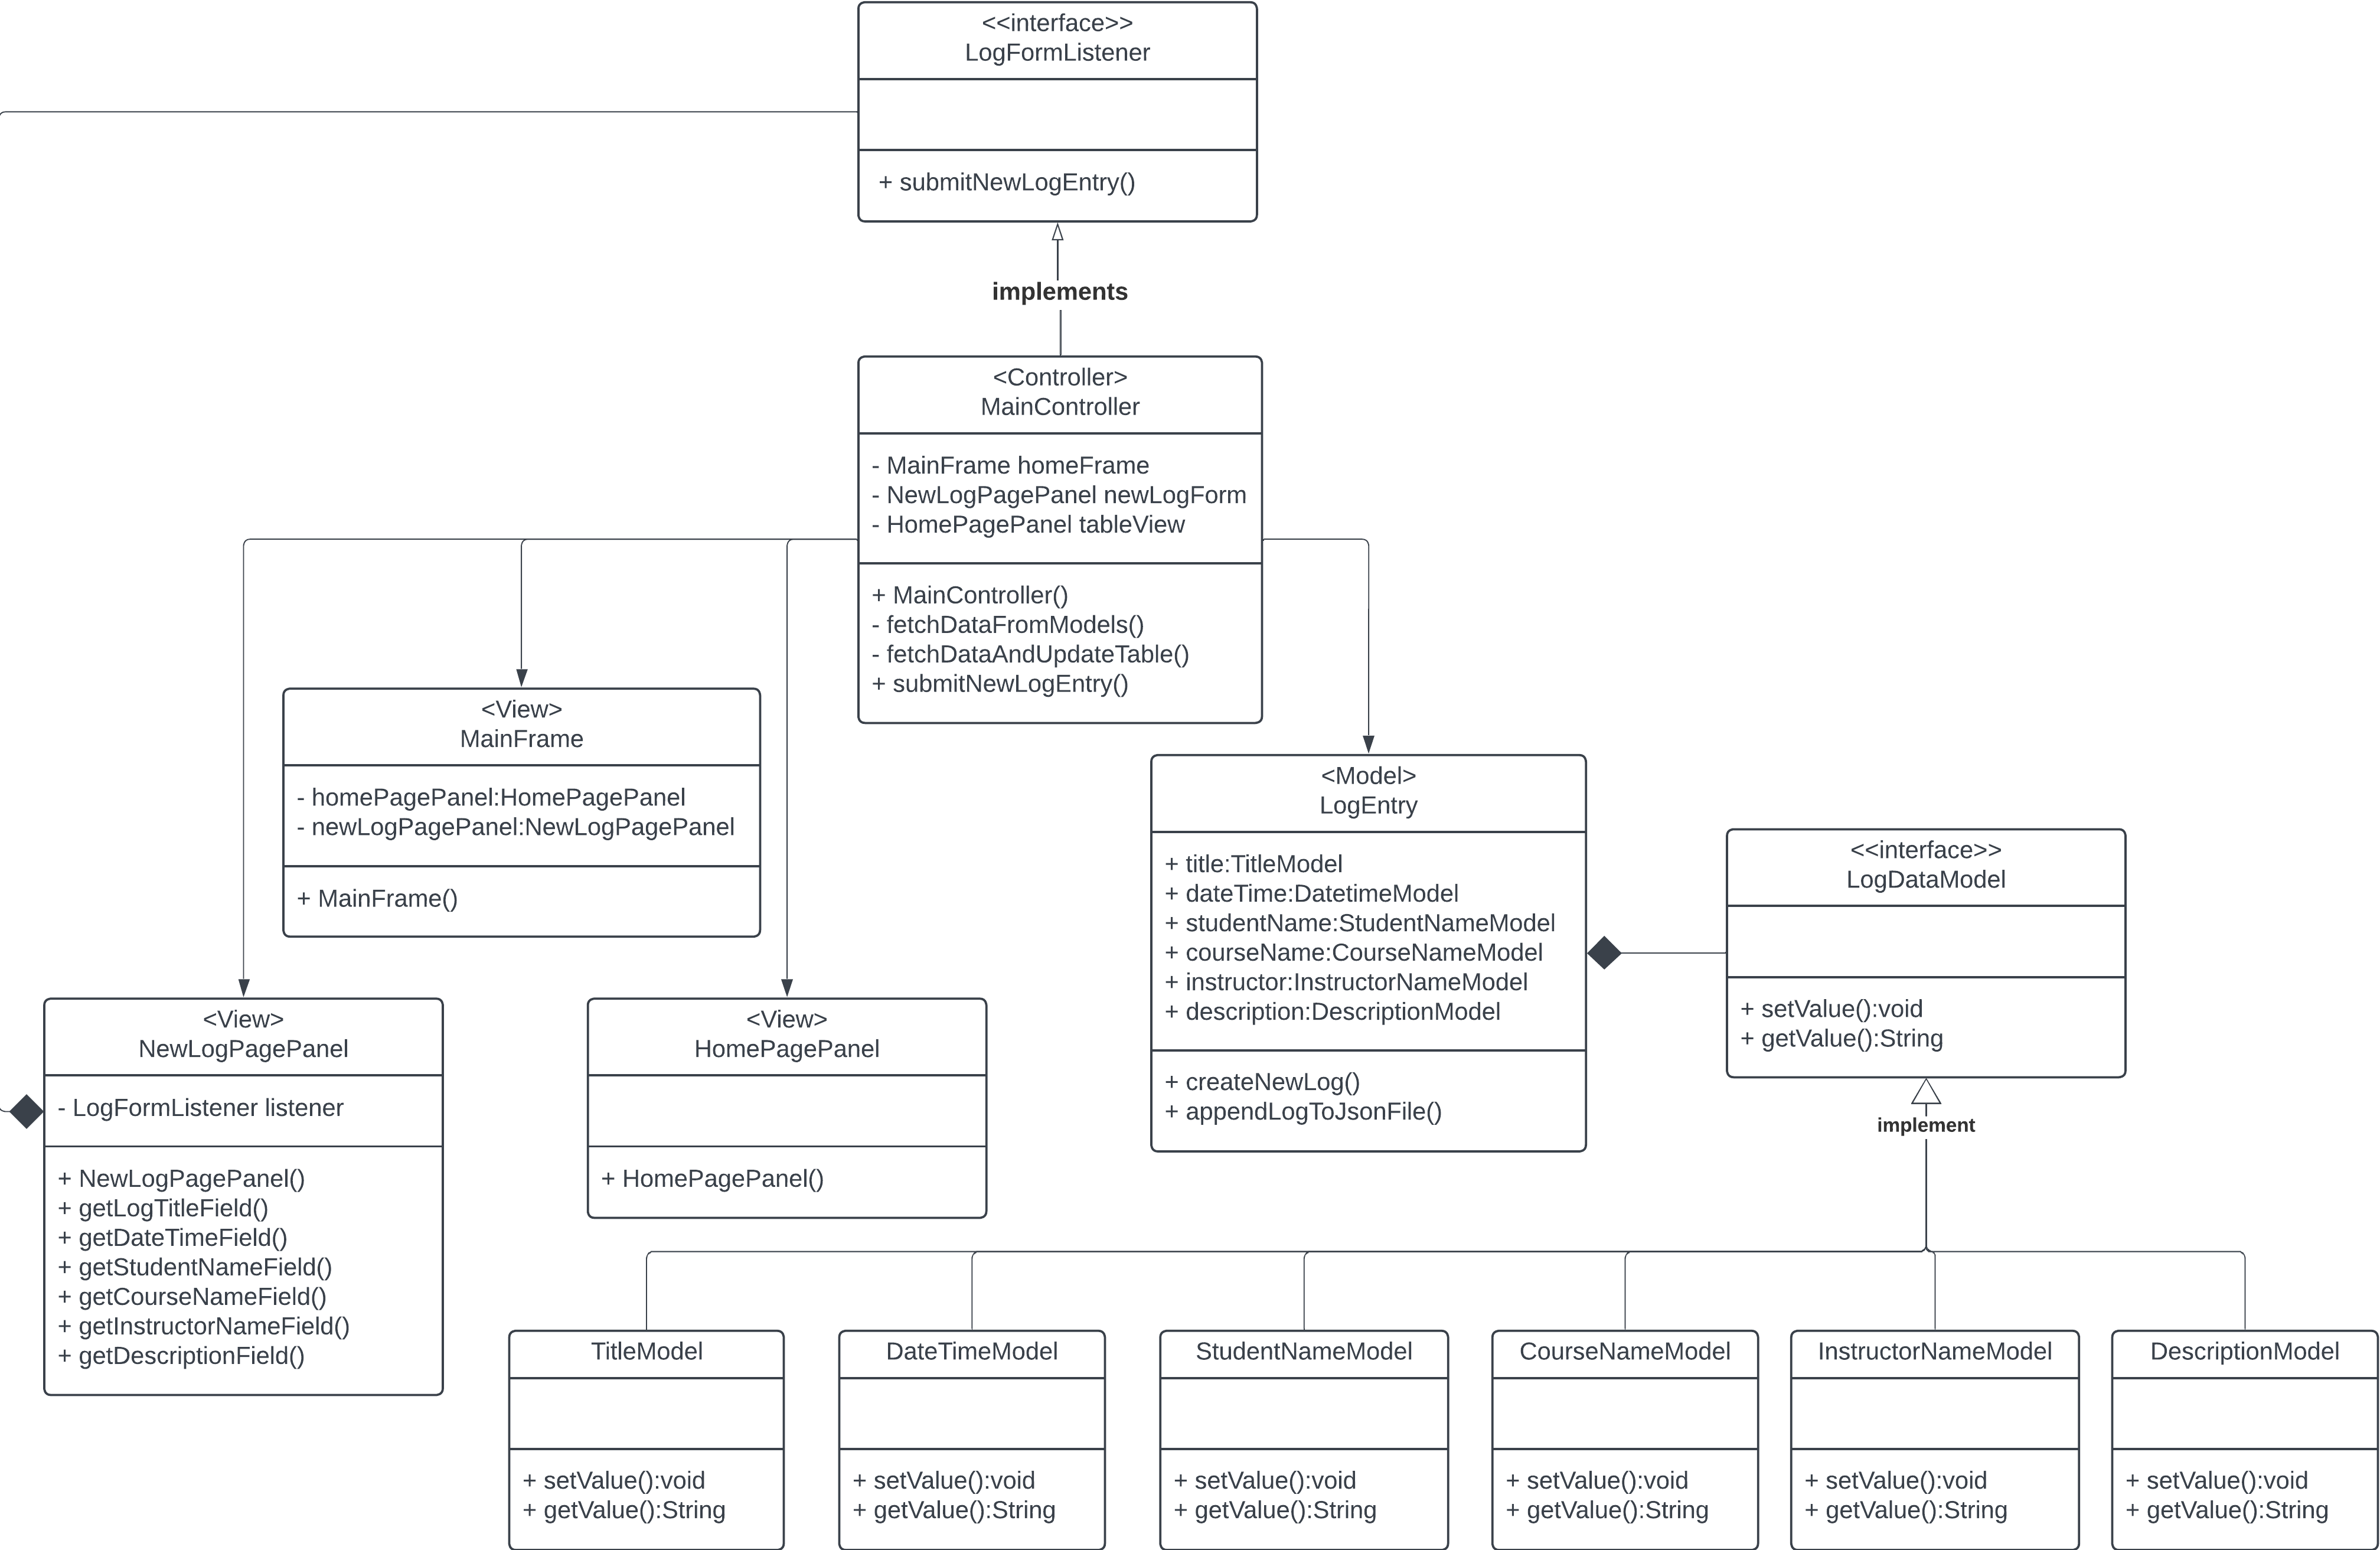 <<interface>>
LogFormListener
+ submitNewLogEntry()
implements
<Controller>
MainController
- MainFrame homeFrame
- NewLogPagePanel newLogForm
- HomePagePanel tableView
+ MainController()
- fetchDataFromModels()
- fetchDataAndUpdateTable()
+ submitNewLogEntry()
<View>
MainFrame
- homePagePanel:HomePagePanel
- newLogPagePanel:NewLogPagePanel
+ MainFrame()
<Model>
LogEntry
+ title:TitleModel
+ dateTime:DatetimeModel
+ studentName:StudentNameModel
+ courseName:CourseNameModel
+ instructor:InstructorNameModel
+ description:DescriptionModel
+ createNewLog()
+ appendLogToJsonFile()
<<interface>>
LogDataModel
+ setValue():void
+ getValue():String
implement
<View>
NewLogPagePanel
- LogFormListener listener
+ NewLogPagePanel()
+ getLogTitleField()
+ getDateTimeField()
+ getStudentNameField()
+ getCourseNameField()
+ getInstructorNameField()
+ getDescriptionField()
<View>
HomePagePanel
+ HomePagePanel()
TitleModel
+ setValue():void
+ getValue():String
DateTimeModel
+ setValue():void
+ getValue():String
StudentNameModel
+ setValue():void
+ getValue():String
CourseNameModel
+ setValue():void
+ getValue():String
InstructorNameModel
+ setValue():void
+ getValue():String
DescriptionModel
+ setValue():void
+ getValue():String